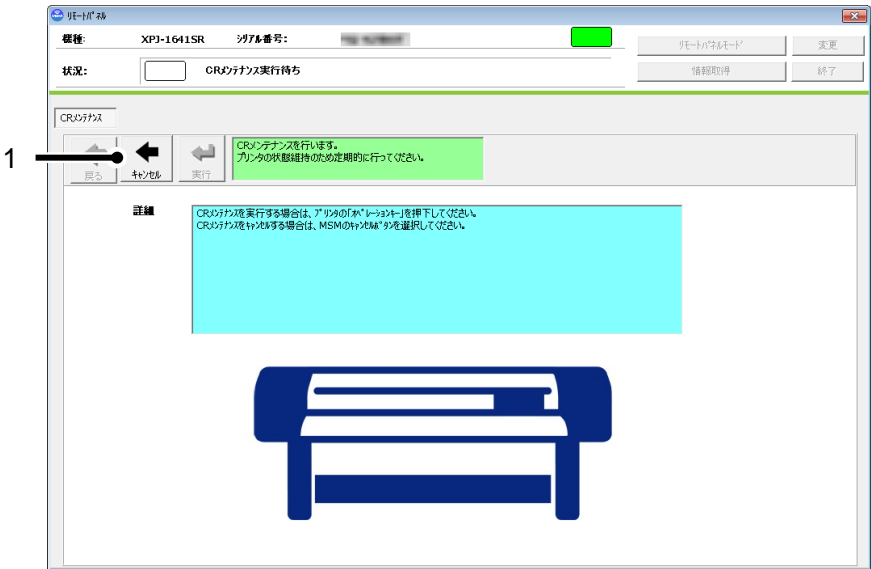 リモートパネル
機種: XPJ-1641SR シリアル番号: リモートパネルモード 変更
状況: CRメンテナンス実行待ち 情報取得 終了
CRメンテナンス
1
戻る キャンセル 実行
CRメンテナンスを行います。
プリンタの状態維持のため定期的に行ってください。
詳細
CRメンテナンスを実行する場合は、プリンタの「オペレーションキー」を押下してください。
CRメンテナンスをキャンセルする場合は、MSMのキャンセルボタンを選択してください。